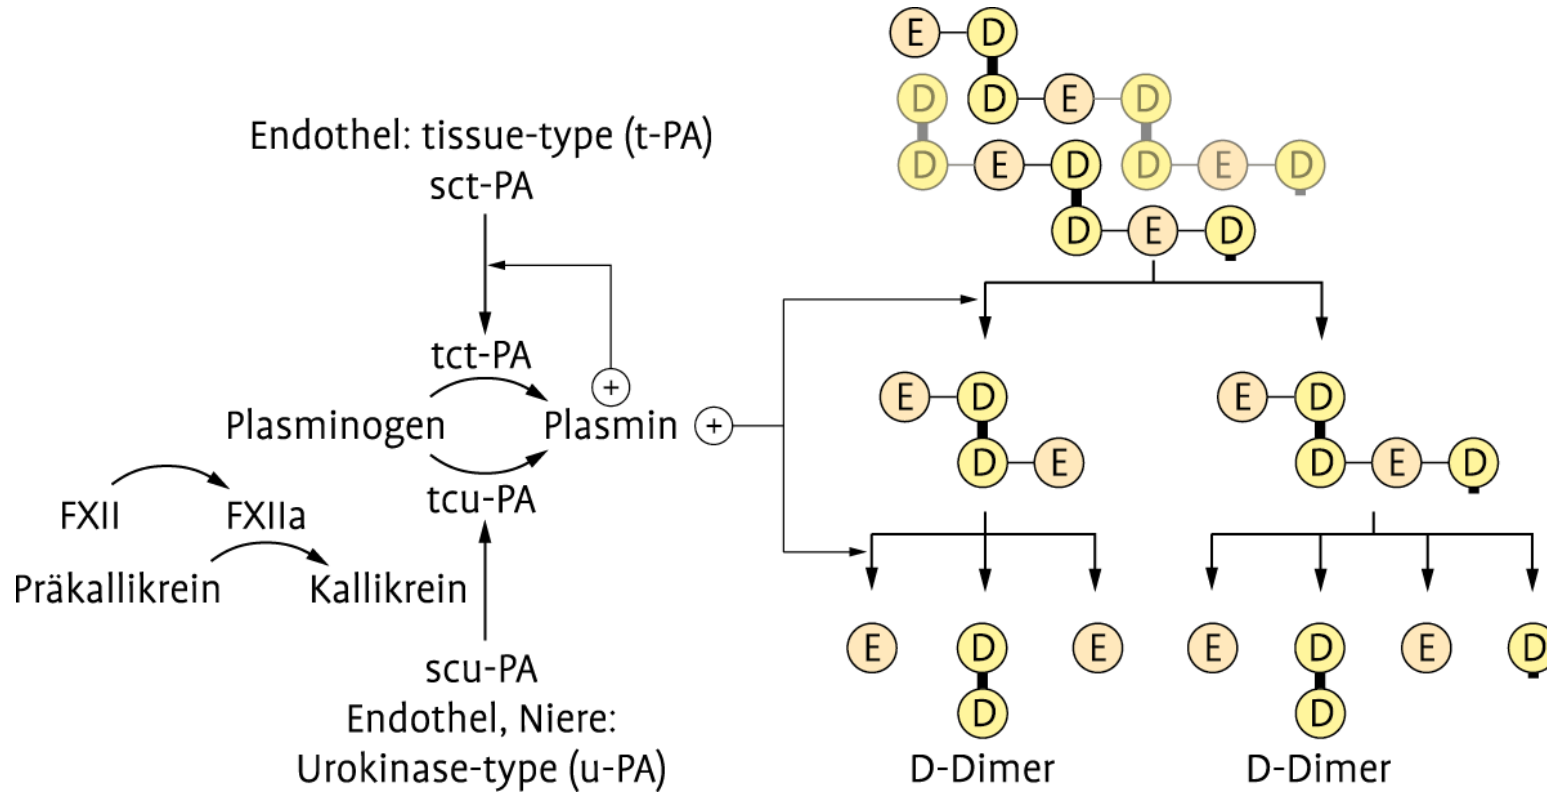 E D
D D E D
Endothel: tissue-type (t-PA)
D E D D E D
sct-PA
D E D
tct-PA
+
E D
E D
Plasminogen
Plasmin
+
D E
D E D
tcu-PA
FXII
FXIIa
Präkallikrein
Kallikrein
E D E
E D E D
scu-PA
D
D
Endothel, Niere:
Urokinase-type (u-PA)
D-Dimer
D-Dimer